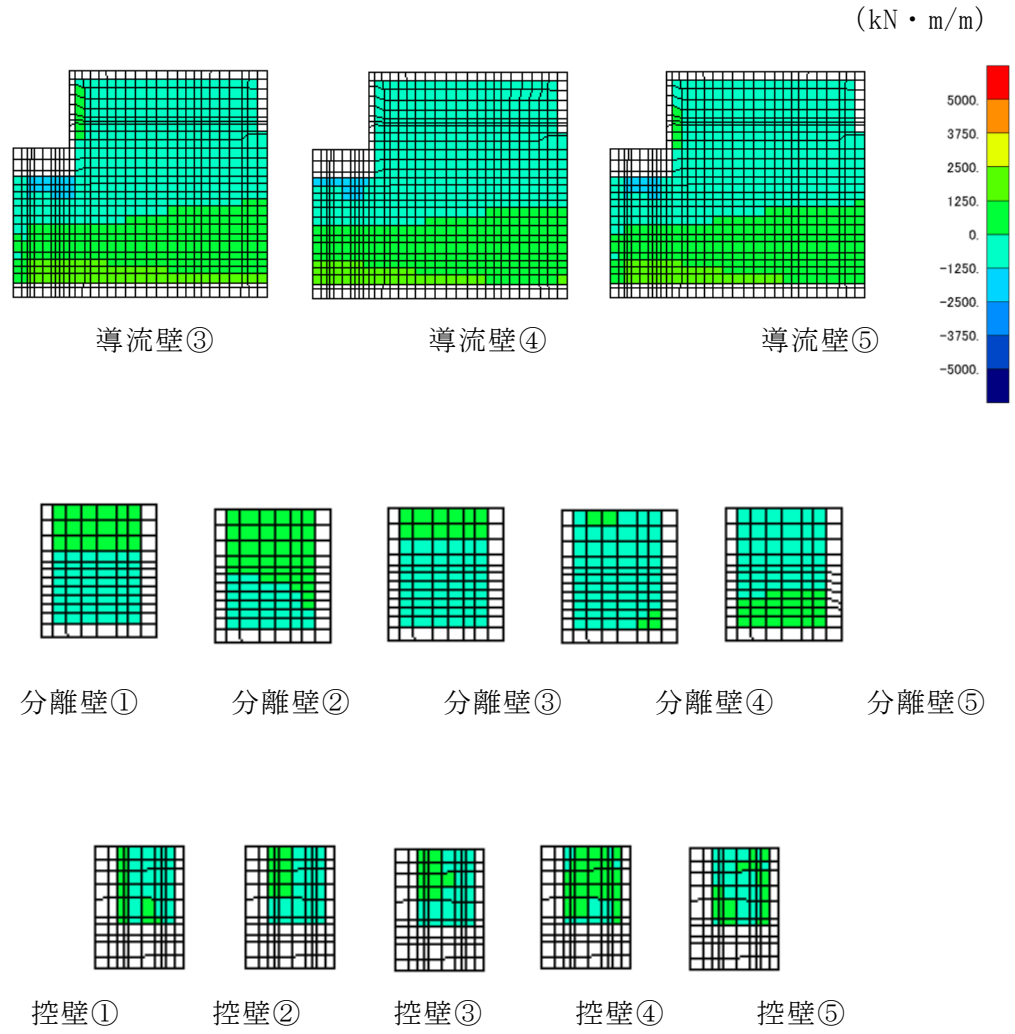 (kN・m/m)
5000.
3750.
2500
1250.
0.
-1250.
-2500.
-3750.
-5000.
導流壁③ 導流壁④ 導流壁⑤
分離壁① 分離壁② 分離壁③ 分離壁④ 分離壁⑤
控壁① 控壁② 控壁③ 控壁④ 控壁⑤